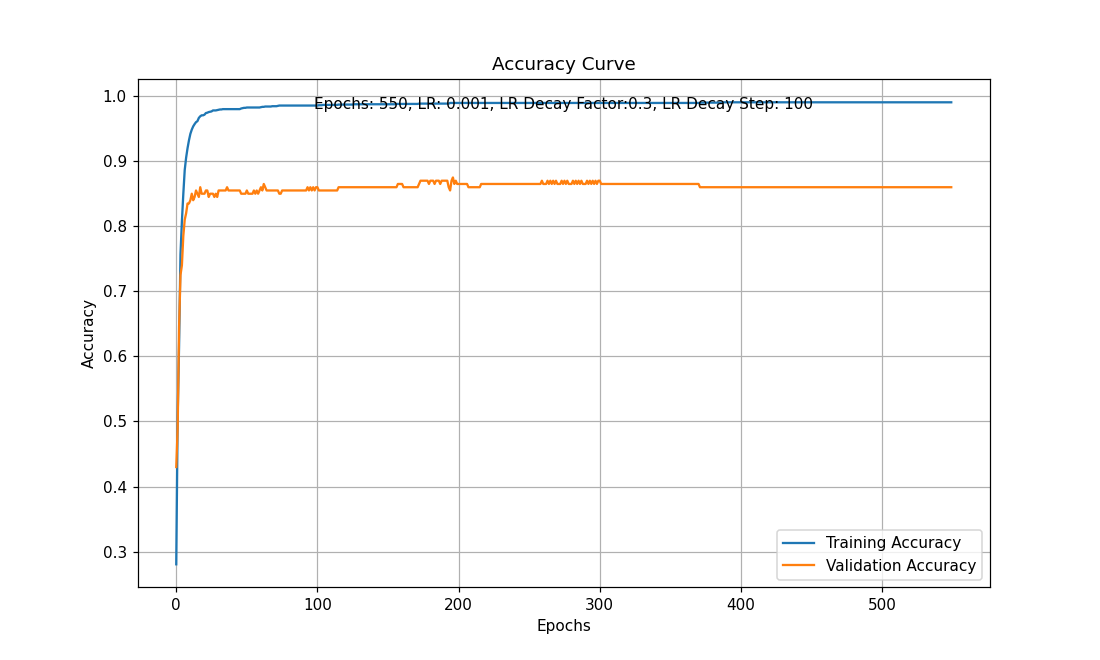 Accuracy Curve
Epochs: 550, LR: 0.001, LR Decay Factor:0.3, LR Decay Step: 100
1.0
0.9
0.8
0.7
0.6
0.5
0.4
0.3
Accuracy
Training Accuracy
Validation Accuracy
0 100 200 300 400 500
Epochs